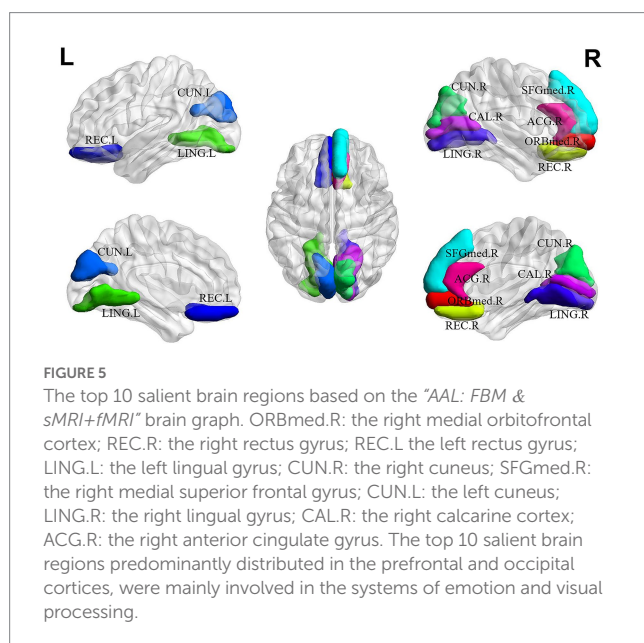 L
R
CUN.L
REC.L
LING.L
CUN.R
SFGmed.R
CAL.R
ACG.R
ORBmed.R
LING.R
REC.R
CUN.L
REC.L
LING.L
SFGmed.R
CUN.R
ACG.R
CAL.R
ORBmed.R
REC.R
LING.R
FIGURE 5
The top 10 salient brain regions based on the "AAL: FBM &
sMRI+fMRI" brain graph. ORBmed.R: the right medial orbitofrontal
cortex; REC.R: the right rectus gyrus; REC.L the left rectus gyrus;
LING.L: the left lingual gyrus; CUN.R: the right cuneus; SFGmed.R:
the right medial superior frontal gyrus; CUN.L: the left cuneus;
LING.R: the right lingual gyrus; CAL.R: the right calcarine cortex;
ACG.R: the right anterior cingulate gyrus. The top 10 salient brain
regions predominantly distributed in the prefrontal and occipital
cortices, were mainly involved in the systems of emotion and visual
processing.